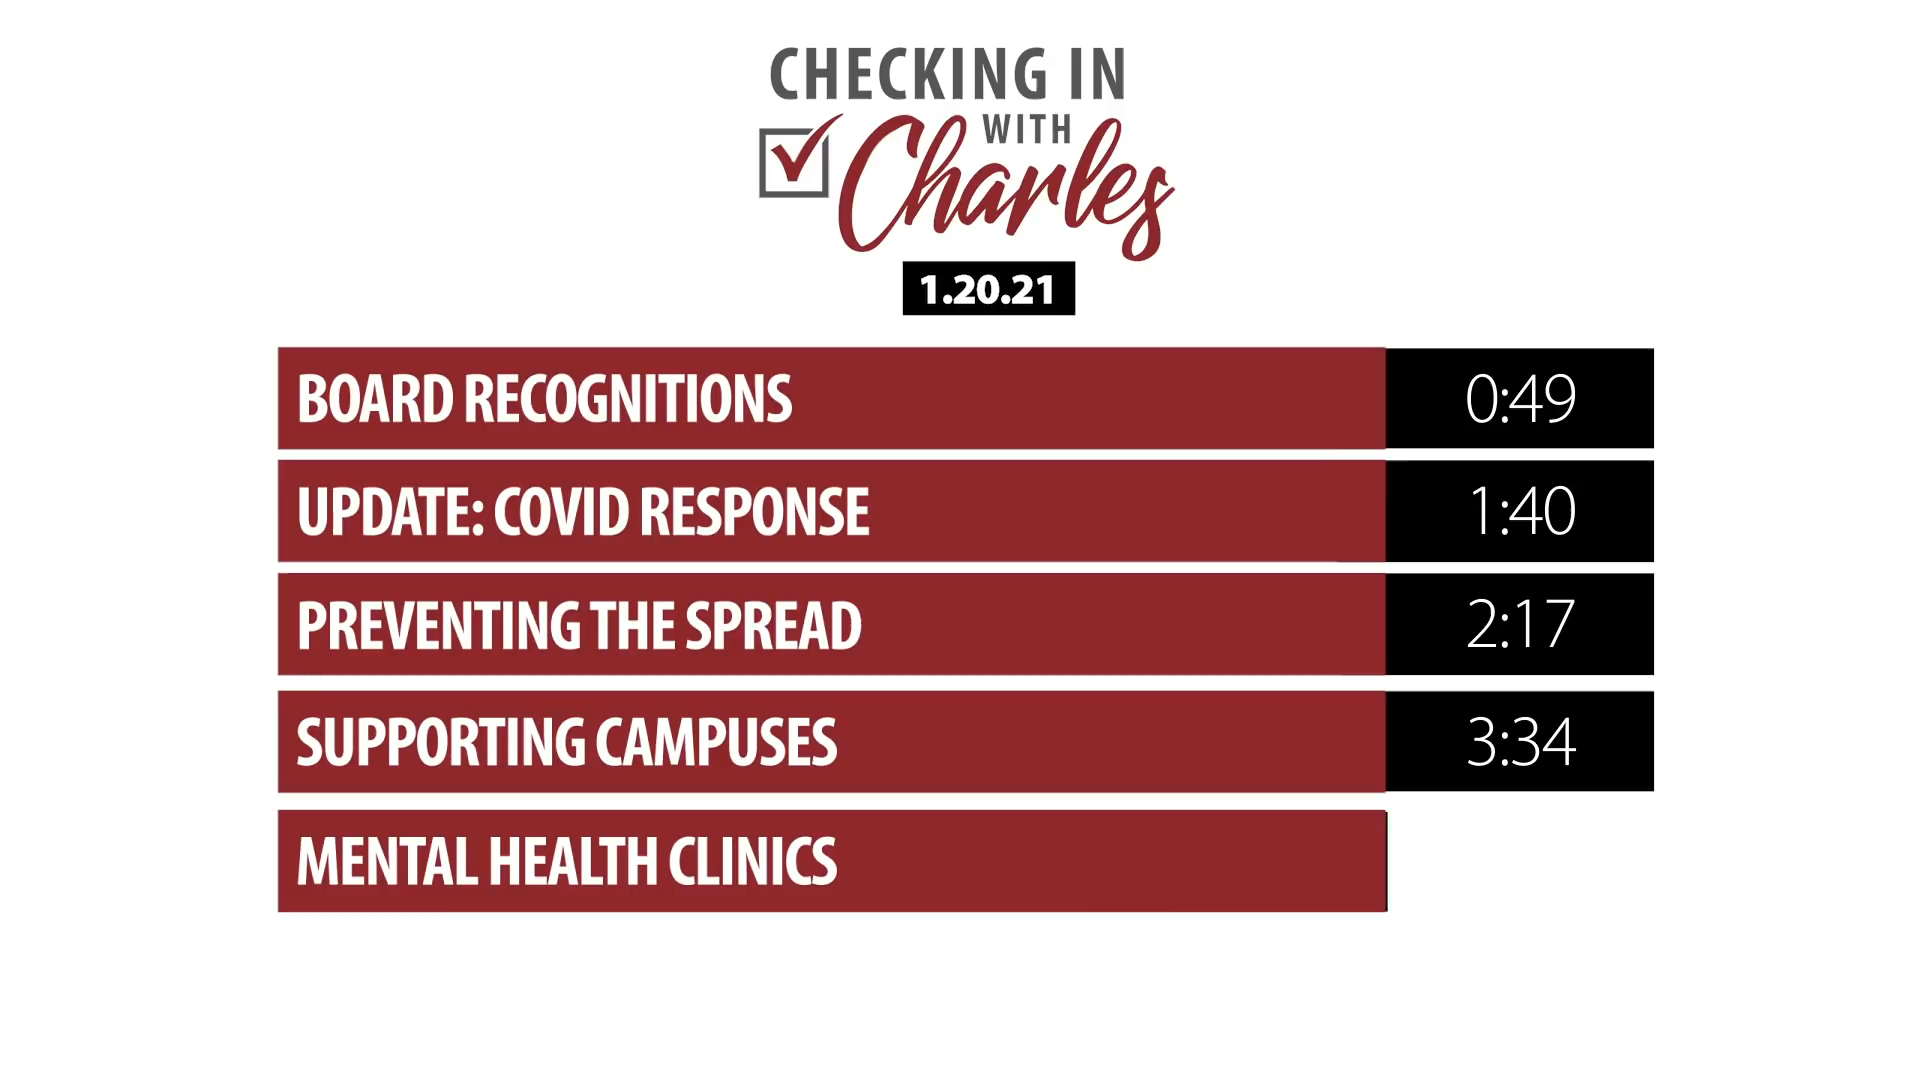 CHECKING IN
WITH
Charles
1.20.21
BOARD RECOGNITIONS 0:49
UPDATE: COVID RESPONSE 1:40
PREVENTING THE SPREAD 2:17
SUPPORTING CAMPUSES 3:34
MENTAL HEALTH CLINICS